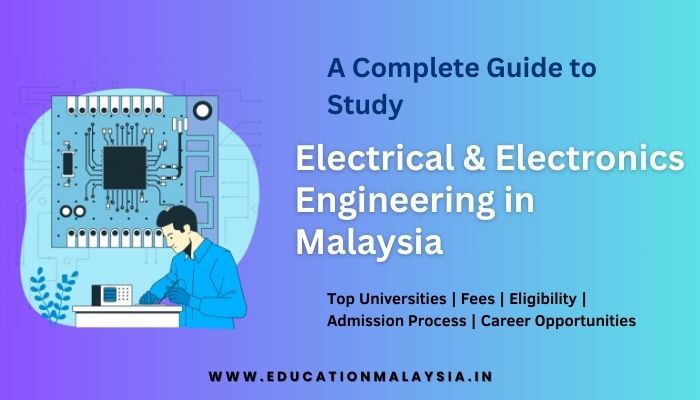 A Complete Guide to
Study
Electrical & Electronics
Engineering in
Malaysia
Top Universities | Fees | Eligibility |
Admission Process | Career Opportunities
WWW.EDUCATIONMALAYSIA.IN